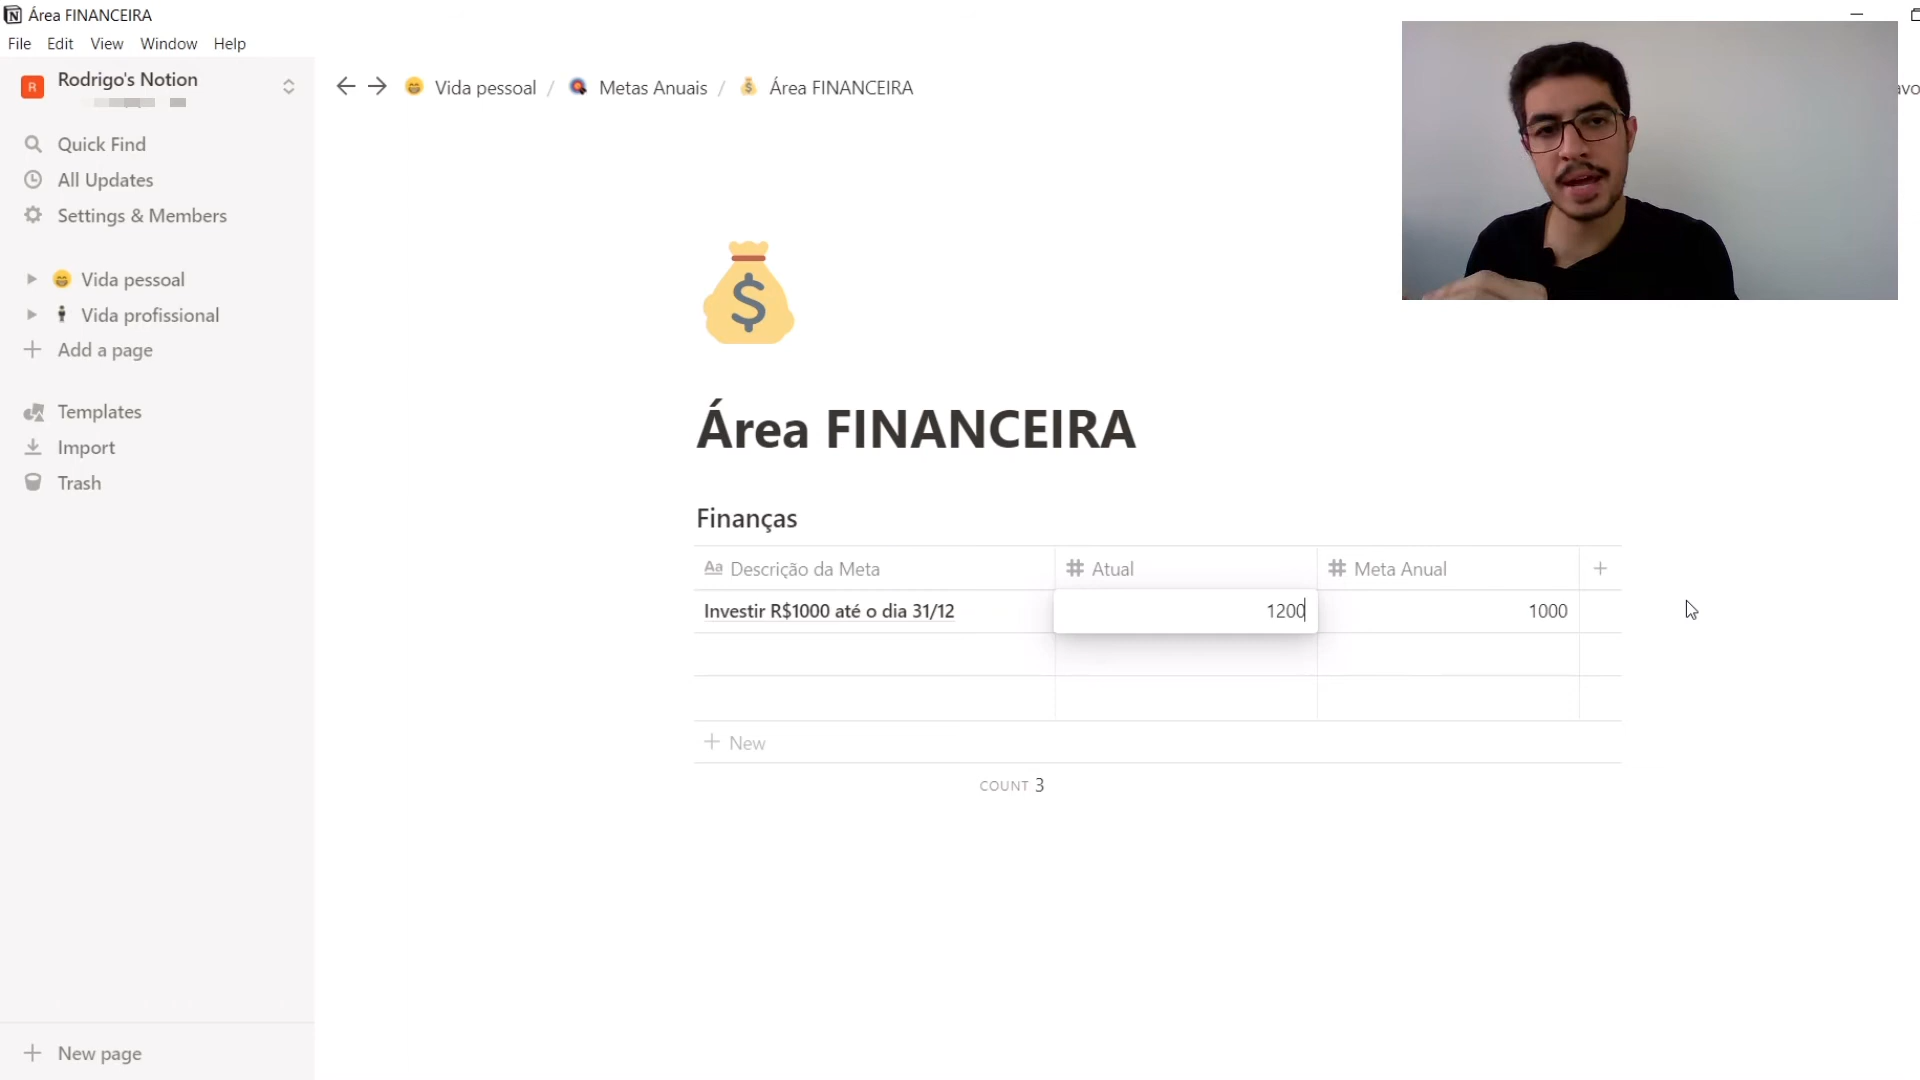 Área FINANCEIRA
File Edit View Window Help
R Rodrigo's Notion
Vida pessoal / Metas Anuais / Área FINANCEIRA
Quick Find
All Updates
Settings & Members
Vida pessoal
Vida profissional
Add a page
Templates
Import
Trash
Área FINANCEIRA
Finanças
Aa Descrição da Meta # Atual # Meta Anual +
Investir R$1000 até o dia 31/12 1200 1000
+ New
COUNT 3
+ New page